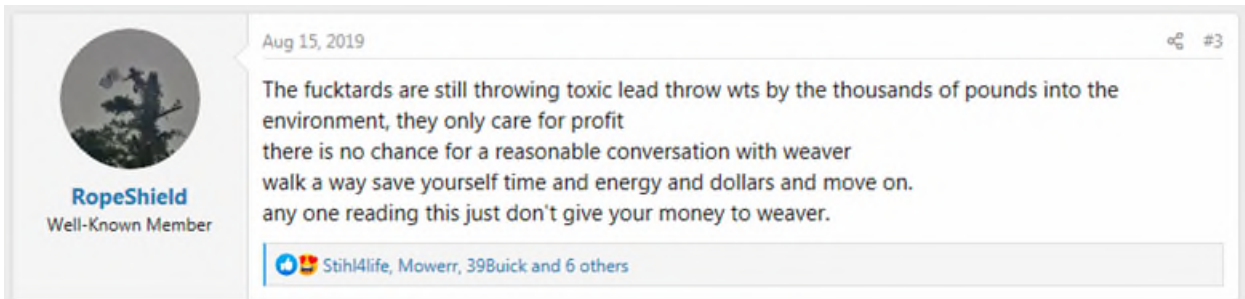 Aug 15, 2019
#3
The fucktards are still throwing toxic lead throw wts by the thousands of pounds into the
environment, they only care for profit
there is no chance for a reasonable conversation with weaver
walk a way save yourself time and energy and dollars and move on.
any one reading this just don't give your money to weaver.
RopeShield
Well-Known Member
Stihl4life, Mowerr, 39Buick and 6 others